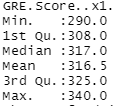 GRE.Score..x1.
Min.   :290.0
1st Qu.:308.0
Median :317.0
Mean   :316.5
3rd Qu.:325.0
Max.   :340.0